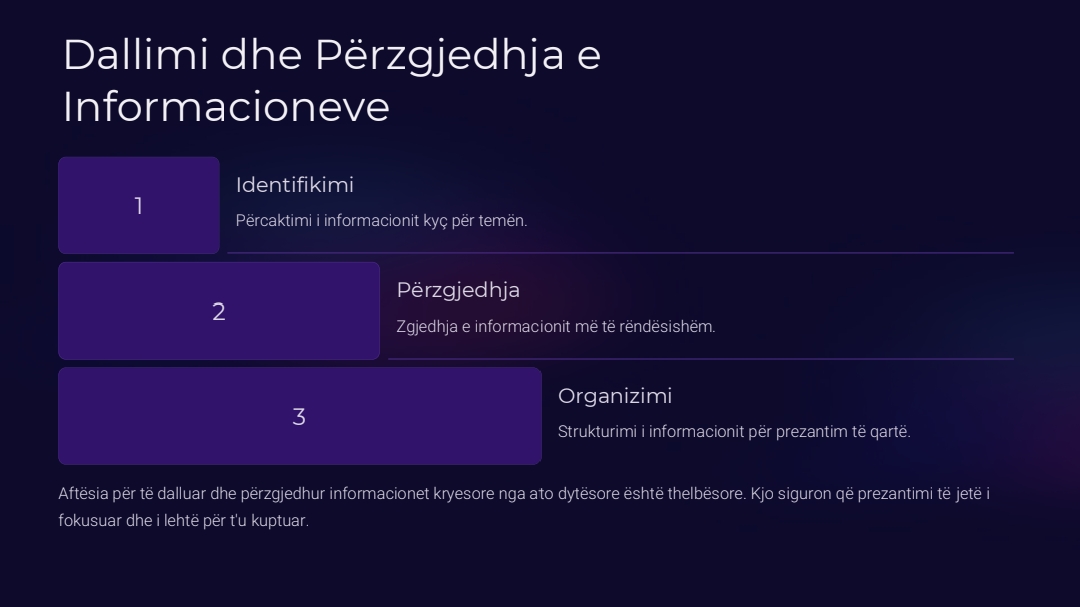 Dallimi dhe Përzgjedhja e
Informacioneve
1
Identifikimi
Përcaktimi i informacionit kyç për temën.
2
Përzgjedhja
Zgjedhja e informacionit më të rëndësishëm.
3
Organizimi
Strukturimi i informacionit për prezantim të qartë.
Aftësia për të dalluar dhe përzgjedhur informacionet kryesore nga ato dytësore është thelbësore. Kjo siguron që prezantimi të jetë i
fokusuar dhe i lehtë për t'u kuptuar.